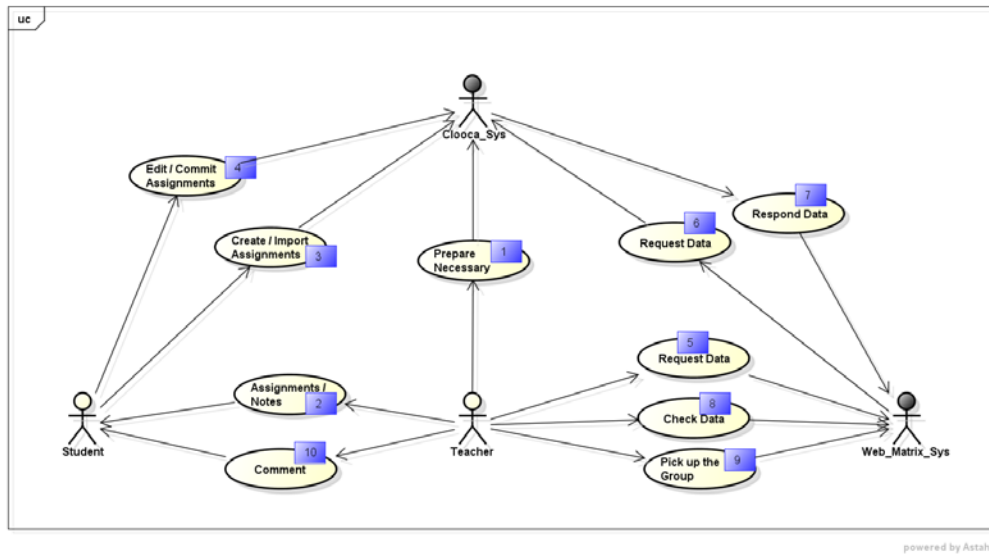 uc
Clooca_Sys
4
Edit / Commit
Assignments
7
Respond Data
6
Request Data
Create / Import
Assignments
3
1
Prepare
Necessary
5
Request Data
Assignments /
Notes
2
8
Check Data
Student
Teacher
Web_Matrix_Sys
10
Comment
9
Pick up the
Group
powered by Astah